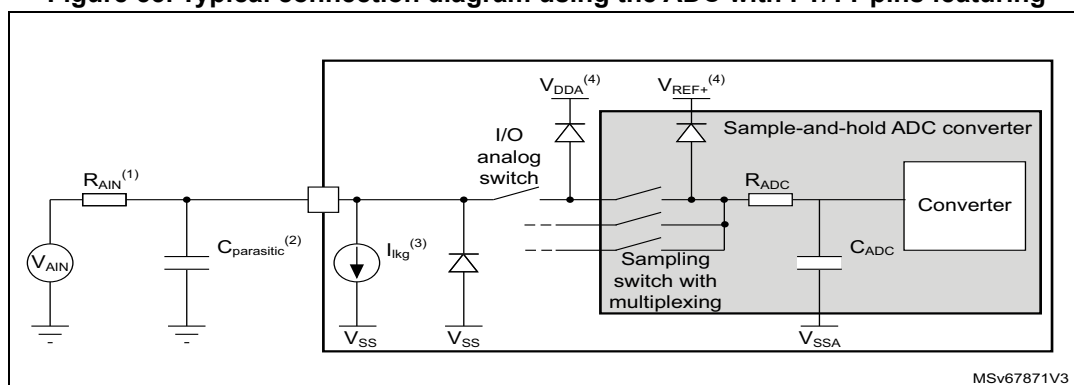 Figure Typical connection diagram using the ADC with FT/TT pins featuring
V_DDA(4)
V_REF+(4)
I/O
analog
switch
Sample-and-hold ADC converter
R_AIN(1)
R_ADC
Converter
V_AIN
C_parasitic(2)
I_lkg(3)
C_ADC
Sampling
switch with
multiplexing
V_SS
V_SS
V_SSA
MSv67871V3